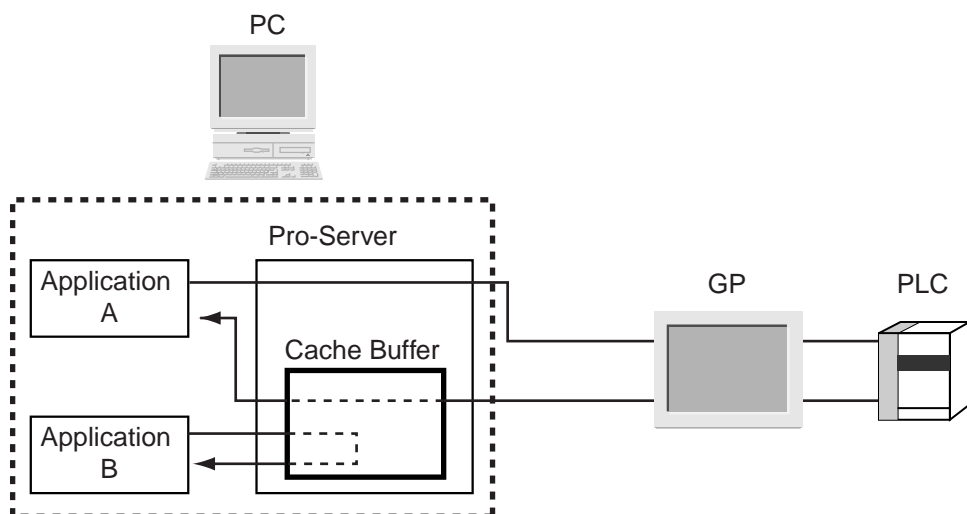 PC
Pro-Server
Application
A
GP
PLC
Cache Buffer
Application
B